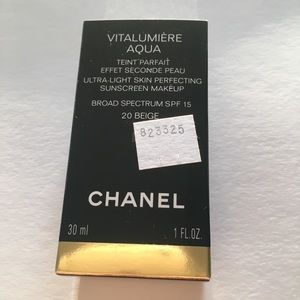 VITALUMIÈRE
AQUA
TEINT PARFAIT
EFFET SECONDE PEAU
ULTRA-LIGHT SKIN PERFECTING
SUNSCREEN MAKEUP
BROAD SPECTRUM SPF 15
20 BEIGE
823325
CHANEL
30 ml 1 FL.OZ.